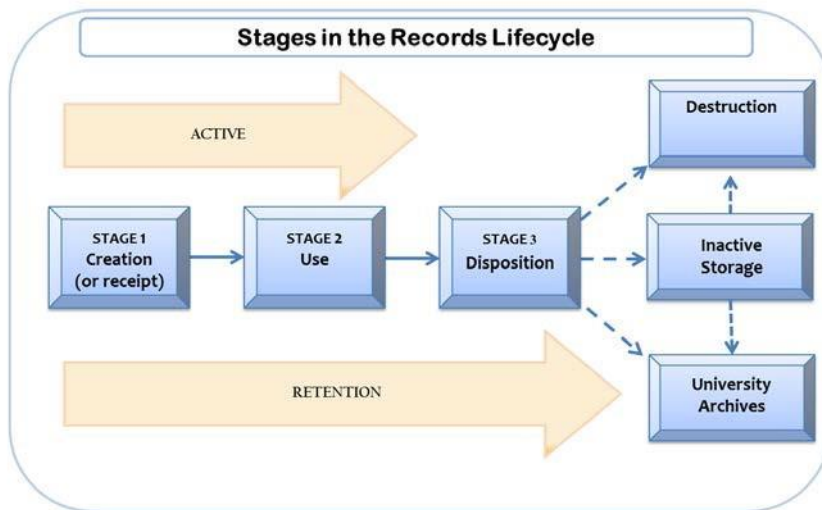 Stages in the Records Lifecycle
ACTIVE
Destruction
STAGE 1
Creation
(or receipt)
STAGE 2
Use
STAGE 3
Disposition
Inactive
Storage
RETENTION
University
Archives